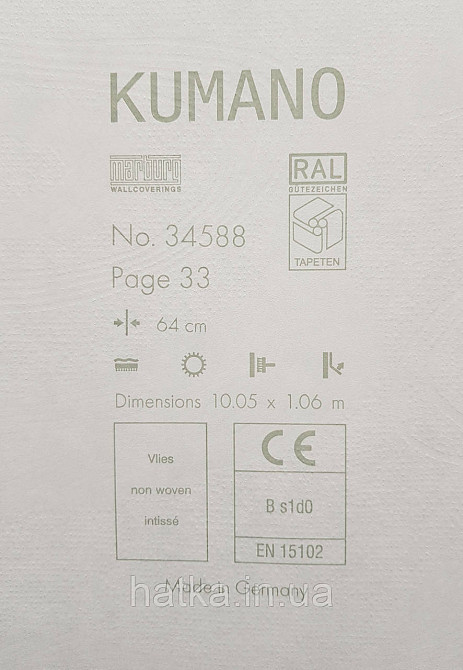 KUMANO
marburg
WALLCOVERINGS
RAL
GÜTEZEICHEN
TAPETEN
No. 34588
Page 33
64 cm
Dimensions 10.05 x 1.06 m
Vlies
non woven
intissé
CE
B s1d0
EN 15102
Made in Germany
hatka.in.ua